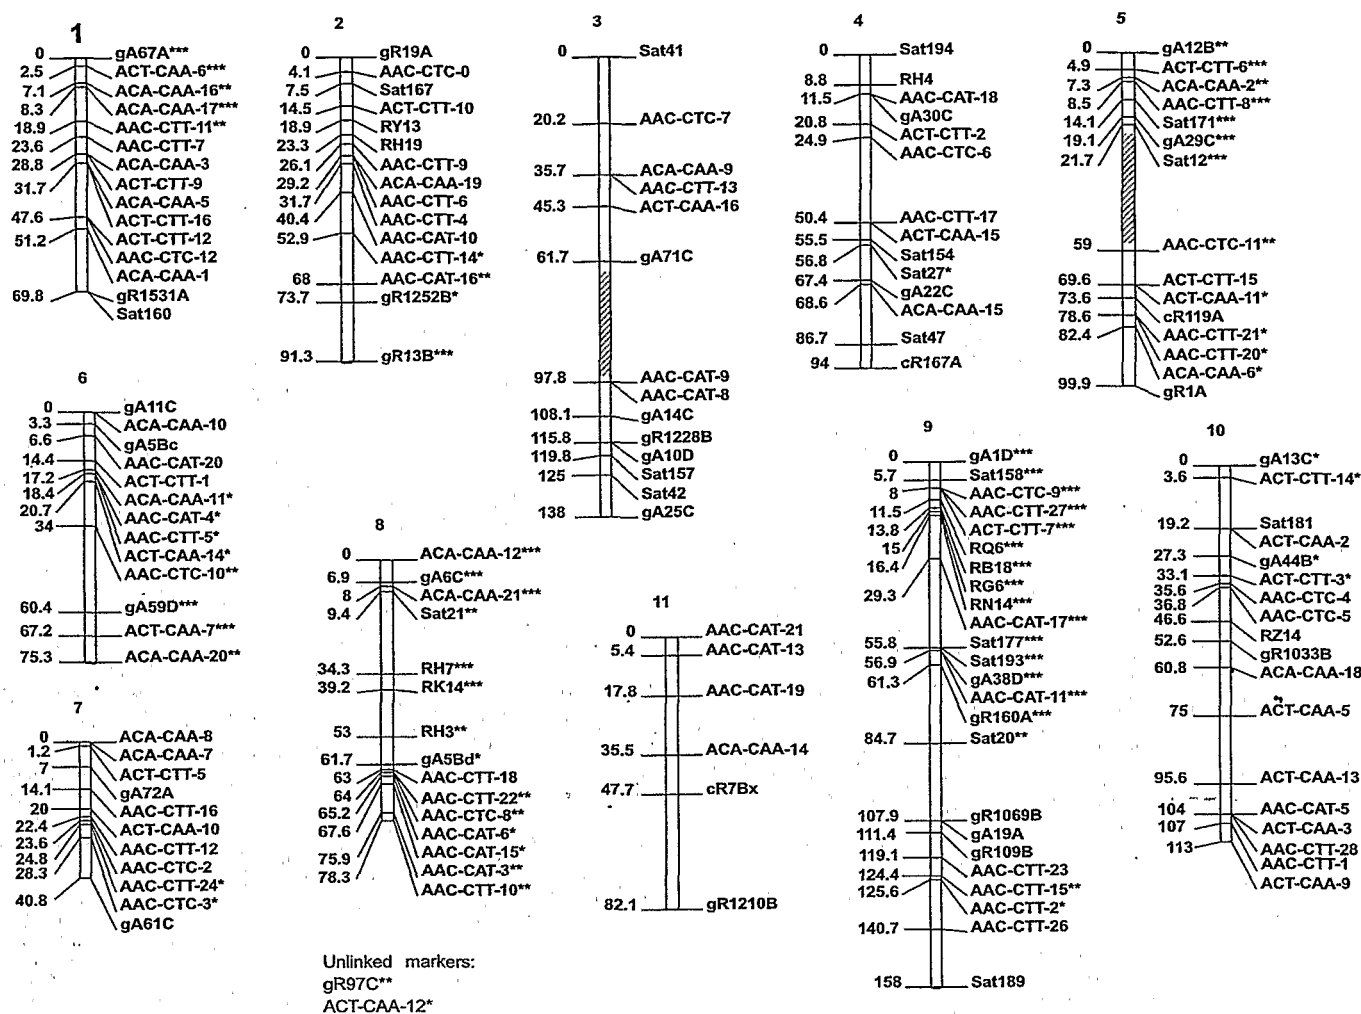 1
0
2.5
7.1
8.3
18.9
23.6
28.8
31.7
47.6
51.2
69.8
gA67A***
ACT-CAA-6***
ACA-CAA-16**
ACA-CAA-17***
AAC-CTT-11**
AAC-CTT-7
ACA-CAA-3
ACT-CTT-9
ACA-CAA-5
ACT-CTT-16
ACT-CTT-12
AAC-CTC-12
ACA-CAA-1
gR1531A
Sat160
2
0
4.1
7.5
14.5
18.9
23.3
26.1
29.2
31.7
40.4
52.9
68
73.7
91.3
gR19A
AAC-CTC-0
Sat167
ACT-CTT-10
RY13
RH19
AAC-CTT-9
ACA-CAA-19
AAC-CTT-6
AAC-CTT-4
AAC-CAT-10
AAC-CTT-14*
AAC-CAT-16**
gR1252B*
gR13B***
3
0
20.2
35.7
45.3
61.7
97.8
108.1
115.8
119.8
125
138
Sat41
AAC-CTC-7
ACA-CAA-9
AAC-CTT-13
ACT-CAA-16
gA71C
AAC-CAT-9
AAC-CAT-8
gA14C
gR1228B
gA10D
Sat157
Sat42
gA25C
4
0
8.8
11.5
20.8
24.9
50.4
55.5
56.8
67.4
68.6
86.7
94
Sat194
RH4
AAC-CAT-18
gA30C
ACT-CTT-2
AAC-CTC-6
AAC-CTT-17
ACT-CAA-15
Sat154
Sat27*
gA22C
ACA-CAA-15
Sat47
cR167A
5
0
4.9
7.3
8.5
14.1
19.1
21.7
59
69.6
73.6
78.6
82.4
99.9
gA12B**
ACT-CTT-6***
ACA-CAA-2**
AAC-CTT-8***
Sat171***
gA29C***
Sat12***
AAC-CTC-11**
ACT-CTT-15
ACT-CAA-11*
cR119A
AAC-CTT-21*
AAC-CTT-20*
ACA-CAA-6*
gR1A
6
0
3.3
6.6
14.4
17.2
18.4
20.7
34
60.4
67.2
75.3
gA11C
ACA-CAA-10
gA5Bc
AAC-CAT-20
ACT-CTT-1
ACA-CAA-11*
AAC-CAT-4*
AAC-CTT-5*
ACT-CAA-14*
AAC-CTC-10**
gA59D***
ACT-CAA-7***
ACA-CAA-20**
7
0
1.2
7
14.1
20
22.4
23.6
24.8
28.3
40.8
ACA-CAA-8
ACA-CAA-7
ACT-CTT-5
gA72A
AAC-CTT-16
ACT-CAA-10
AAC-CTT-12
AAC-CTC-2
AAC-CTT-24*
AAC-CTC-3*
gA61C
8
0
6.9
8
9.4
34.3
39.2
53
61.7
63
64
65.2
67.6
75.9
78.3
ACA-CAA-12***
gA6C***
ACA-CAA-21***
Sat21**
RH7***
RK14***
RH3**
gA5Bd*
AAC-CTT-18
AAC-CTT-22**
AAC-CTC-8**
AAC-CAT-6*
AAC-CAT-15*
AAC-CAT-3**
AAC-CTT-10**
11
0
5.4
17.8
35.5
47.7
82.1
AAC-CAT-21
AAC-CAT-13
AAC-CAT-19
ACA-CAA-14
cR7Bx
gR1210B
9
0
5.7
8
11.5
13.8
15
16.4
29.3
55.8
56.9
61.3
84.7
107.9
111.4
119.1
124.4
125.6
140.7
158
gA1D***
Sat158***
AAC-CTC-9***
AAC-CTT-27***
ACT-CTT-7***
RQ6***
RB18***
RG6***
RN14***
AAC-CAT-17***
Sat177***
Sat193***
gA38D***
AAC-CAT-11***
gR160A***
Sat20**
gR1069B
gA19A
gR109B
AAC-CTT-23
AAC-CTT-15**
AAC-CTT-2*
AAC-CTT-26
Sat189
10
0
3.6
19.2
27.3
33.1
35.6
36.8
46.6
52.6
60.8
75
95.6
104
107
113
gA13C*
ACT-CTT-14*
Sat181
ACT-CAA-2
gA44B*
ACT-CTT-3*
AAC-CTC-4
AAC-CTC-5
RZ14
gR1033B
ACA-CAA-18
ACT-CAA-5
ACT-CAA-13
AAC-CAT-5
ACT-CAA-3
AAC-CTT-28
AAC-CTT-1
ACT-CAA-9
Unlinked markers:
gR97C**
ACT-CAA-12*